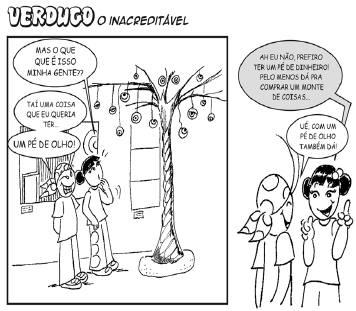 VERDUGO O INACREDITÁVEL
MAS O QUE
QUE É ISSO
MINHA GENTE??
TAÍ UMA COISA
QUE EU QUERIA
TER...
UM PÉ DE OLHO!
AH EU NÃO, PREFIRO
TER UM PÉ DE DINHEIRO!
PELO MENOS DÁ PRA
COMPRAR UM MONTE
DE COISAS...
UÉ, COM UM
PÉ DE OLHO
TAMBÉM DÁ!